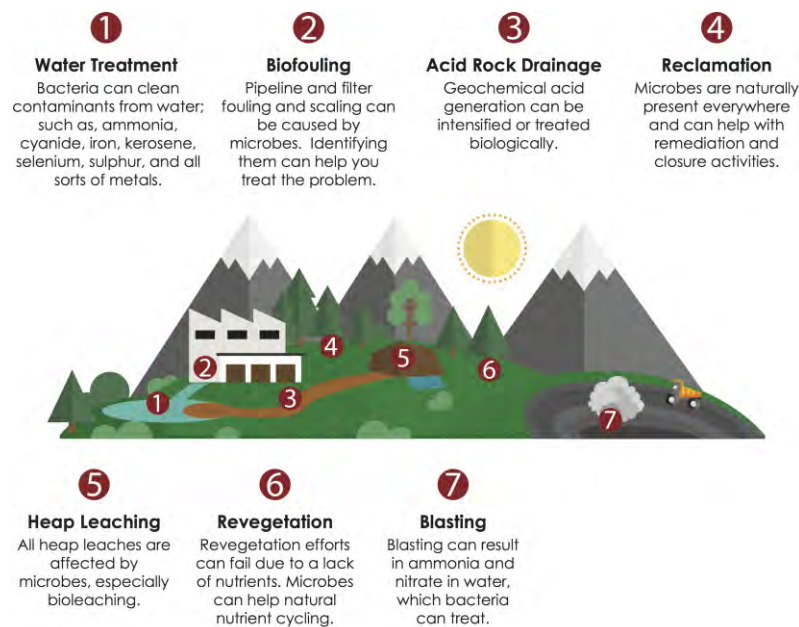 1
Water Treatment
Bacteria can clean
contaminants from water;
such as, ammonia,
cyanide, iron, kerosene,
selenium, sulphur, and all
sorts of metals.
2
Biofouling
Pipeline and filter
fouling and scaling can
be caused by
microbes. Identifying
them can help you
treat the problem.
3
Acid Rock Drainage
Geochemical acid
generation can be
intensified or treated
biologically.
4
Reclamation
Microbes are naturally
present everywhere
and can help with
remediation and
closure activities.
4
2
5
6
1
3
7
5
Heap Leaching
All heap leaches are
affected by
microbes, especially
bioleaching.
6
Revegetation
Revegetation efforts
can fail due to a lack
of nutrients. Microbes
can help natural
nutrient cycling.
7
Blasting
Blasting can result
in ammonia and
nitrate in water,
which bacteria
can treat.